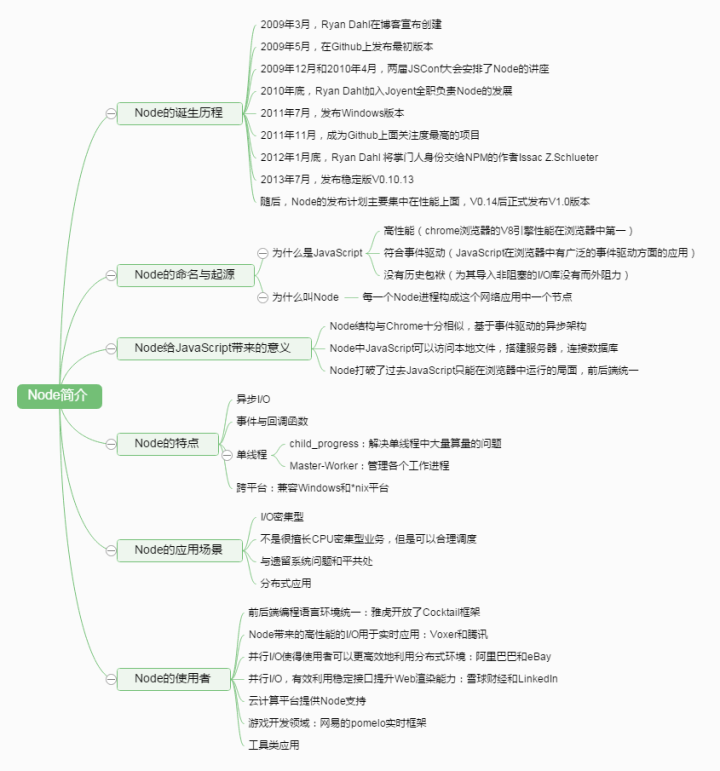 Node简介
Node的诞生历程
2009年3月，Ryan Dahl在博客宣布创建
2009年5月，在Github上发布最初版本
2009年12月和2010年4月，两届JSConf大会安排了Node的讲座
2010年底，Ryan Dahl加入Joyent全职负责Node的发展
2011年7月，发布Windows版本
2011年11月，成为Github上面关注度最高的项目
2012年1月底，Ryan Dahl 将掌门人身份交给NPM的作者Issac Z.Schlueter
2013年7月，发布稳定版V0.10.13
随后，Node的发布计划主要集中在性能上面，V0.14后正式发布V1.0版本
Node的命名与起源
为什么是JavaScript
高性能（chrome浏览器的V8引擎性能在浏览器中第一）
符合事件驱动（JavaScript在浏览器中有广泛的事件驱动方面的应用）
没有历史包袱（为其导入非阻塞的I/O库没有而外阻力）
为什么叫Node
每一个Node进程构成这个网络应用中一个节点
Node给JavaScript带来的意义
Node结构与Chrome十分相似，基于事件驱动的异步架构
Node中JavaScript可以访问本地文件，搭建服务器，连接数据库
Node打破了过去JavaScript只能在浏览器中运行的局面，前后端统一
Node的特点
异步I/O
事件与回调函数
单线程
child_progress：解决单线程中大量算量的问题
Master-Worker：管理各个工作进程
跨平台：兼容Windows和*nix平台
Node的应用场景
I/O密集型
不是很擅长CPU密集型业务，但是可以合理调度
与遗留系统问题和平共处
分布式应用
Node的使用者
前后端编程语言环境统一：雅虎开放了Cocktail框架
Node带来的高性能的I/O用于实时应用：Voxer和腾讯
并行I/O使得使用者可以更高效地利用分布式环境：阿里巴巴和eBay
并行I/O，有效利用稳定接口提升Web渲染能力：雪球财经和LinkedIn
云计算平台提供Node支持
游戏开发领域：网易的pomelo实时框架
工具类应用